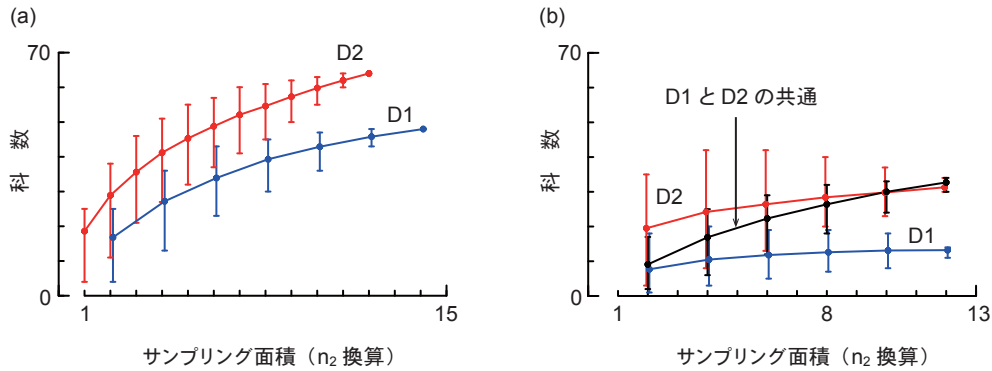 (a)
70
D2
D1
科 数
0
1
15
サンプリング面積（n2 換算）
(b)
70
D1 と D2 の共通
D2
D1
科 数
0
1
8
13
サンプリング面積（n2 換算）